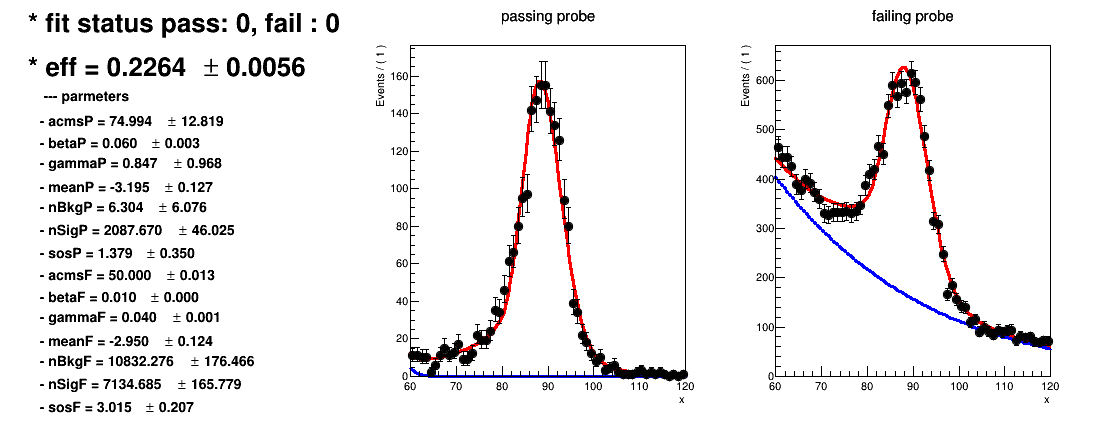 * fit status pass: 0, fail : 0
* eff = 0.2264 ± 0.0056
--- parmeters
- acmsP = 74.994 ± 12.819
- betaP = 0.060 ± 0.003
- gammaP = 0.847 ± 0.968
- meanP = -3.195 ± 0.127
- nBkgP = 6.304 ± 6.076
- nSigP = 2087.670 ± 46.025
- sosP = 1.379 ± 0.350
- acmsF = 50.000 ± 0.013
- betaF = 0.010 ± 0.000
- gammaF = 0.040 ± 0.001
- meanF = -2.950 ± 0.124
- nBkgF = 10832.276 ± 176.466
- nSigF = 7134.685 ± 165.779
- sosF = 3.015 ± 0.207
passing probe
Events / ( 1 )
160
140
120
100
80
60
40
20
0
60 70 80 90 100 110 120
x
failing probe
Events / ( 1 )
600
500
400
300
200
100
0
60 70 80 90 100 110 120
x